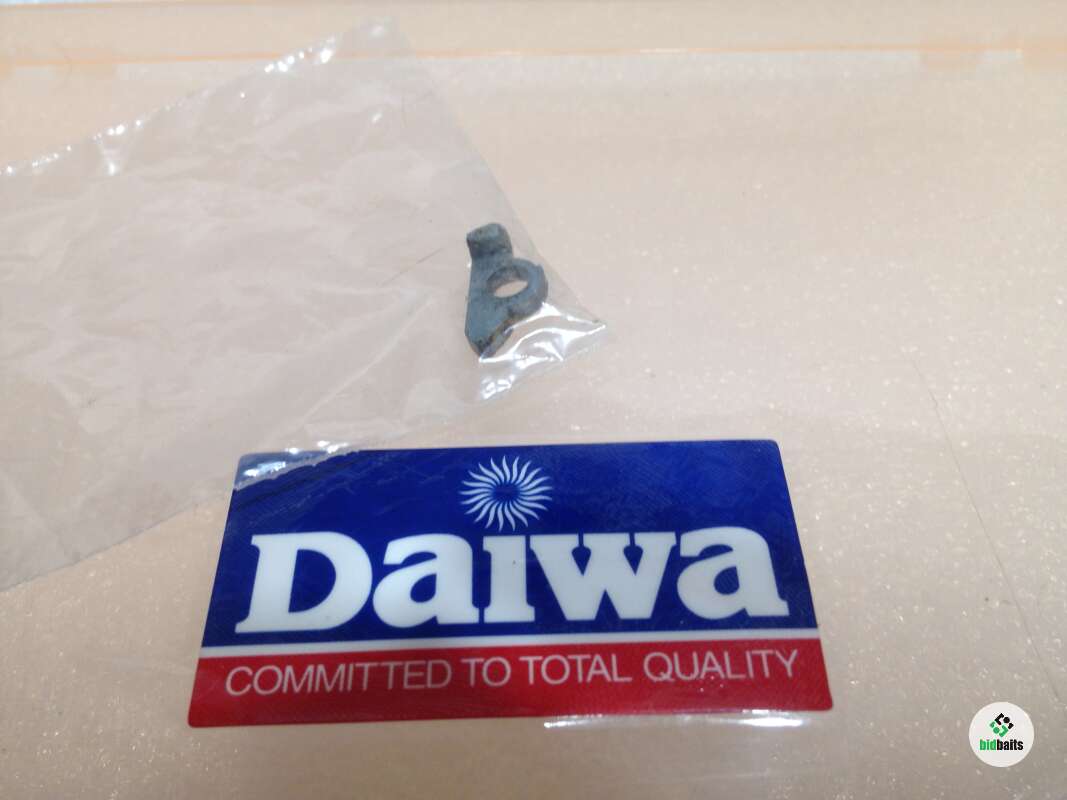 Daiwa
COMMITTED TO TOTAL QUALITY
bidbaits